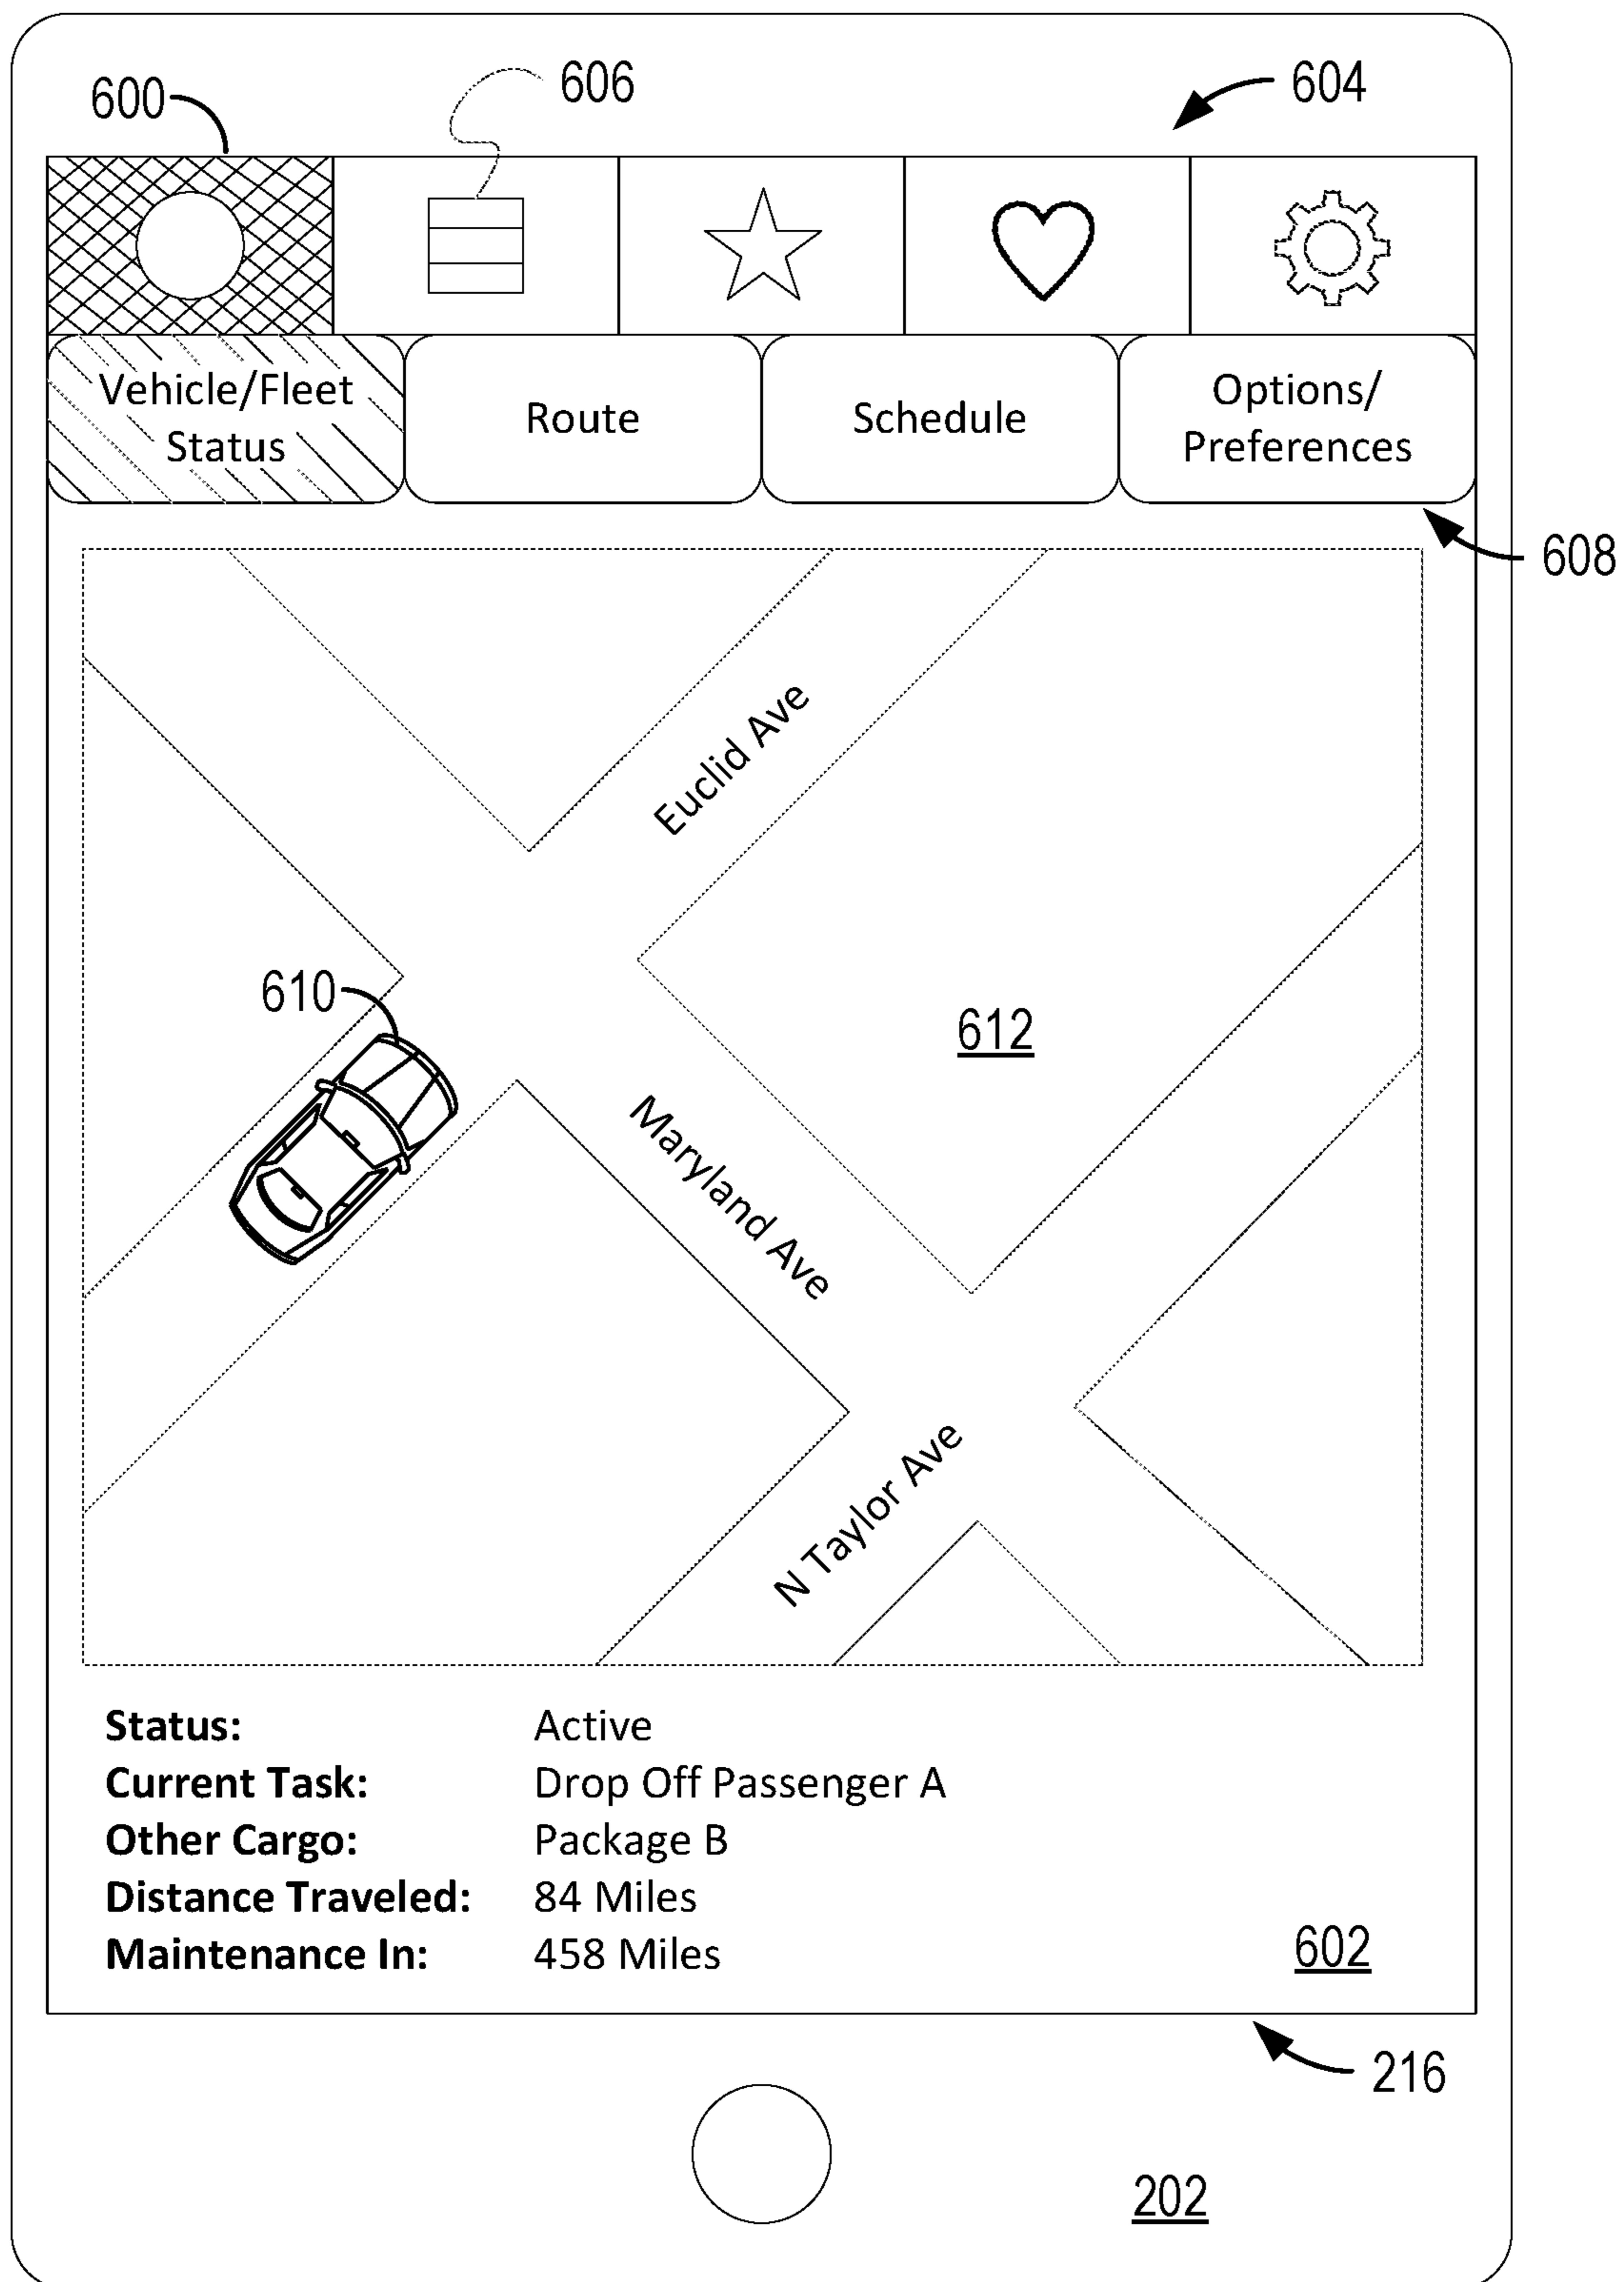 600
606
604
Vehicle/Fleet
Status
Route
Schedule
Options/
Preferences
608
Euclid Ave
610
612
Maryland Ave
N Taylor Ave
Status: Active
Current Task: Drop Off Passenger A
Other Cargo: Package B
Distance Traveled: 84 Miles
Maintenance In: 458 Miles
602
216
202